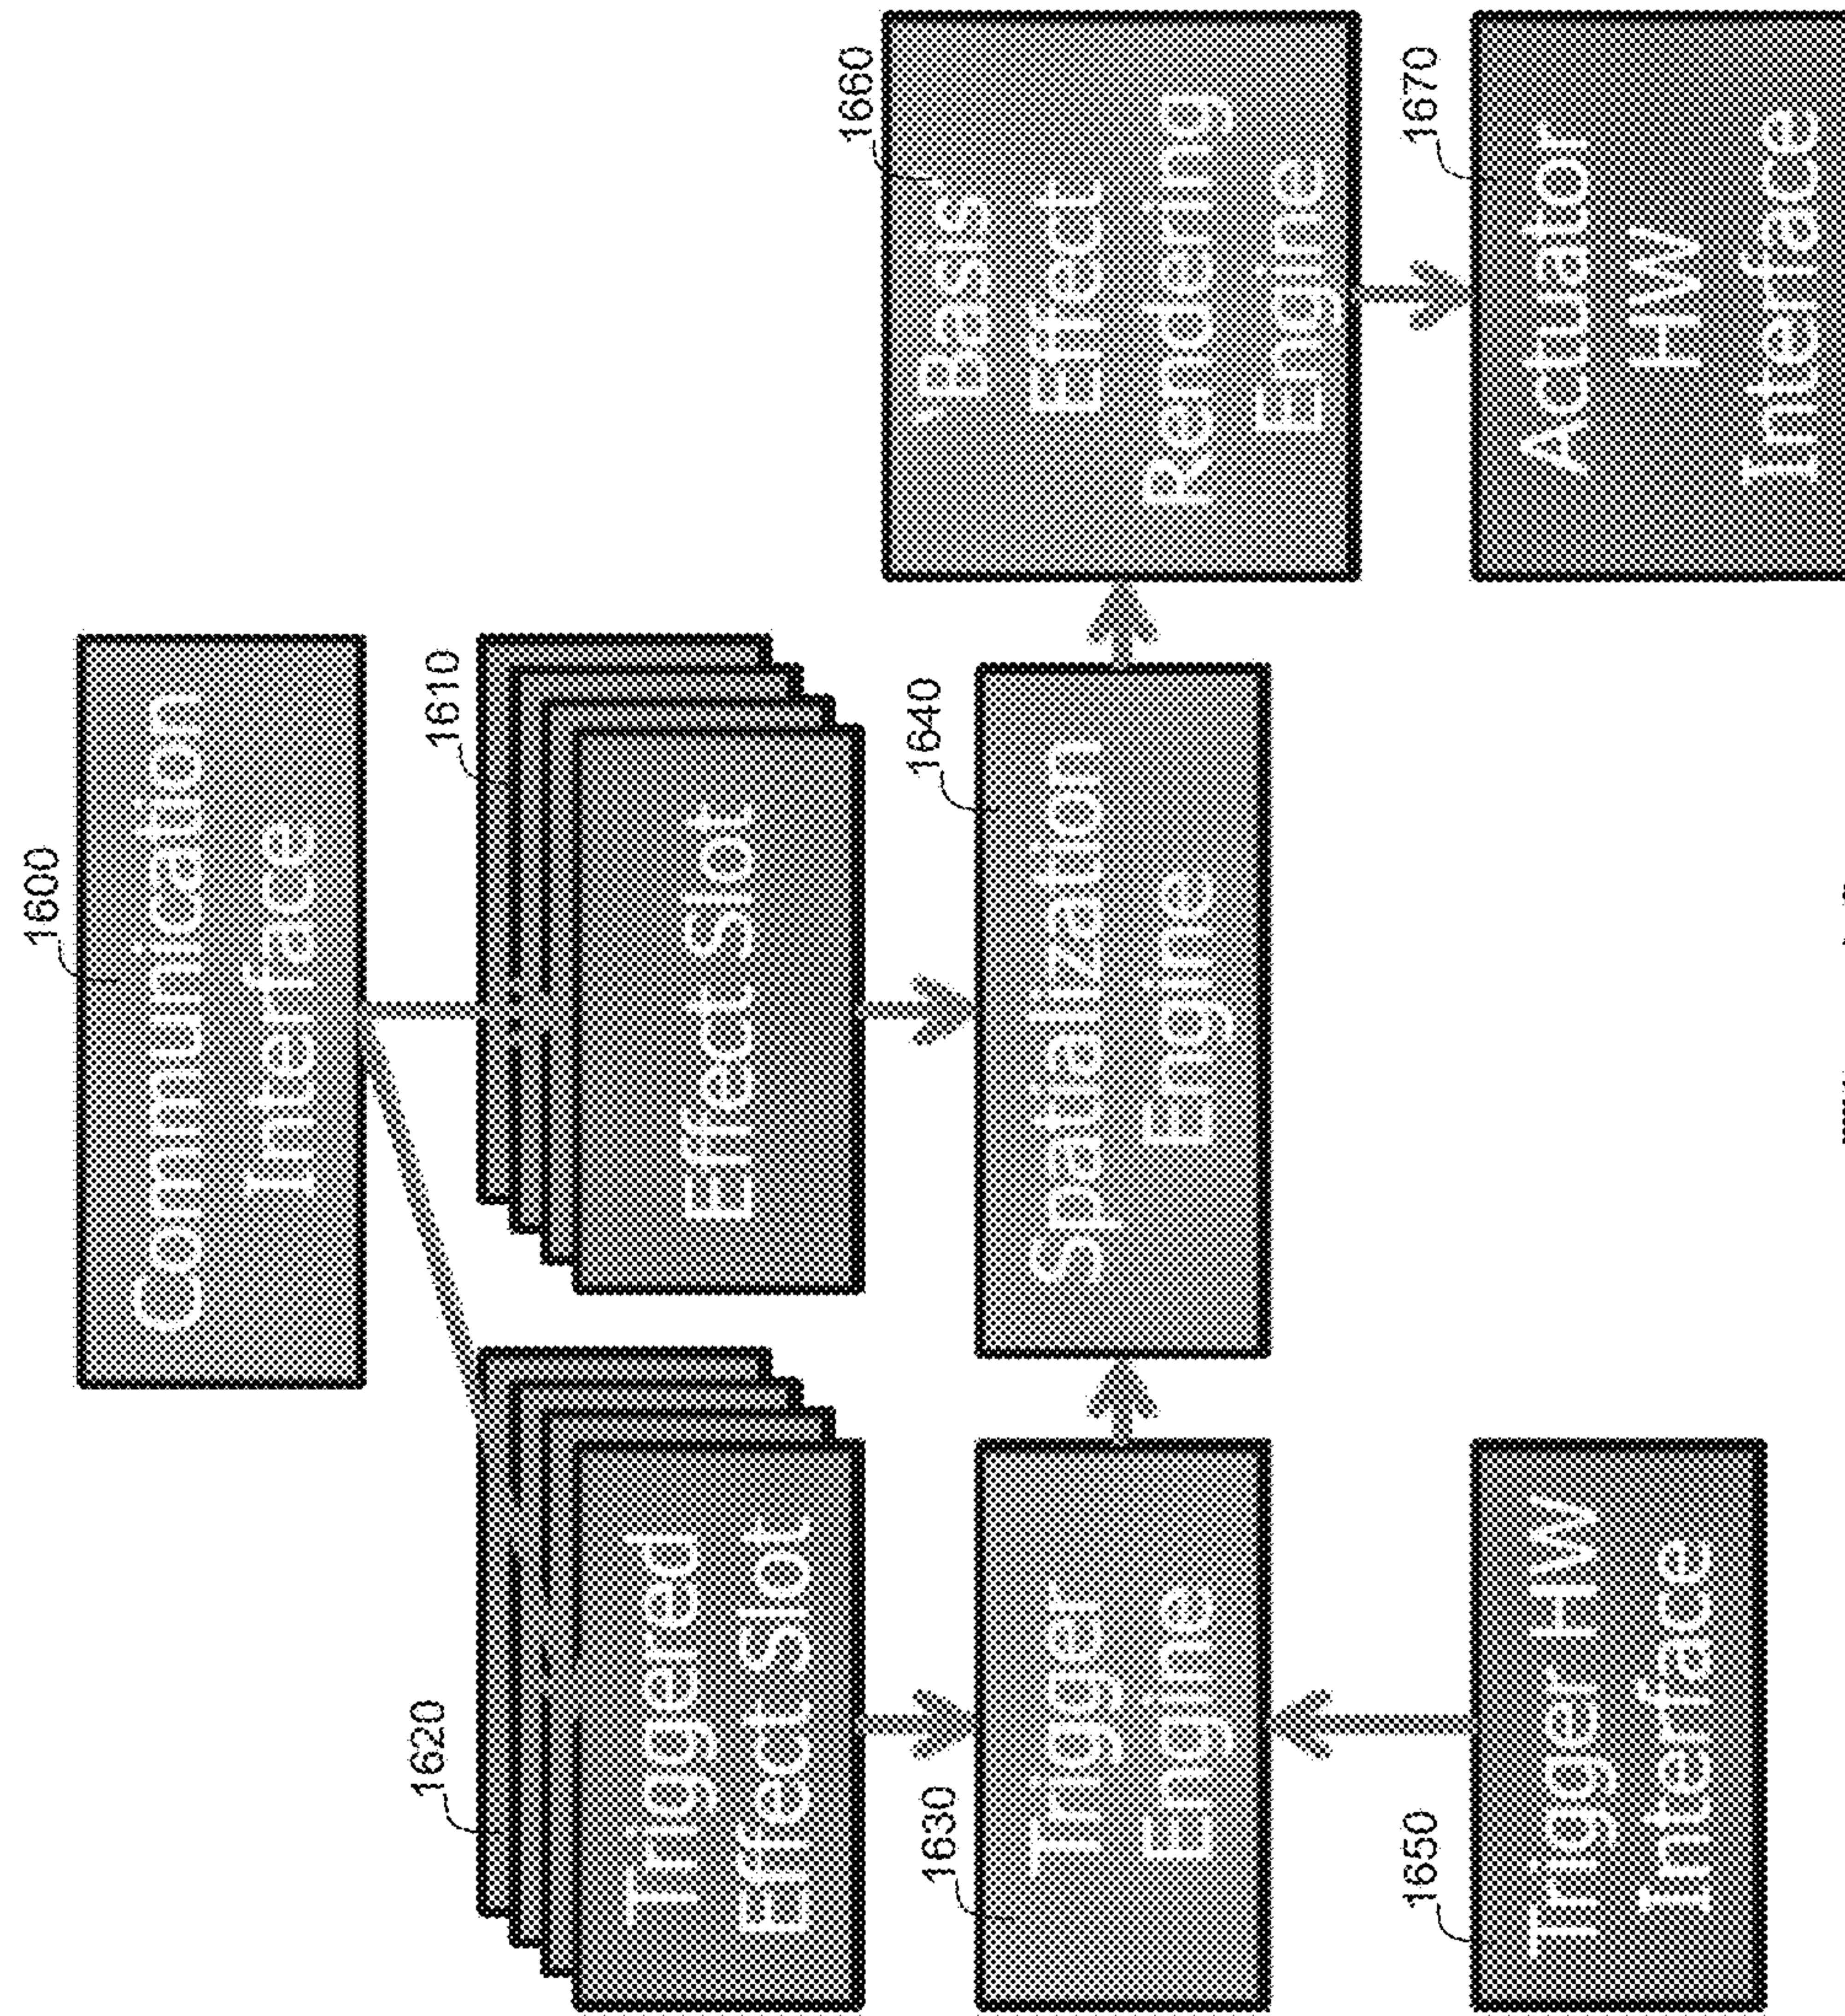 1600
Communication
Interface
1620
Triggered
Effect Slot
1610
Effect Slot
1630
Trigger
Engine
1640
Spatialization
Engine
1660
`Basis
Effect
Rendering
Engine
1650
Trigger HW
Interface
1670
Actuator
HW
Interface